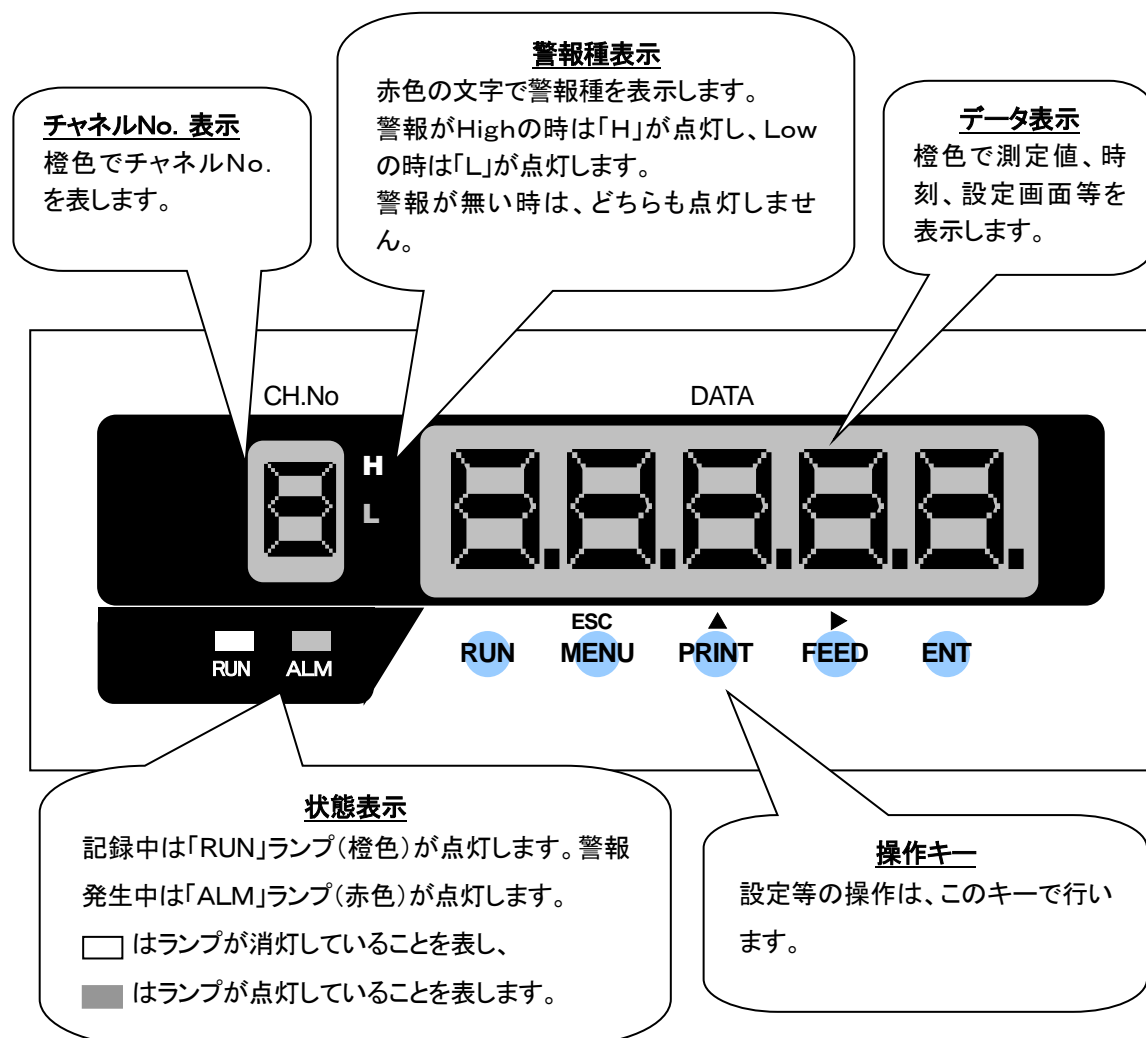 警報種表示
赤色の文字で警報種を表示します。
警報がHighの時は「H」が点灯し、Low
の時は「L」が点灯します。
警報が無い時は、どちらも点灯しませ
ん。
チャネルNo. 表示
橙色でチャネルNo.
を表します。
データ表示
橙色で測定値、時
刻、設定画面等を
表示します。
CH.No
DATA
8
H
L
8.8.8.8.8.
RUN
ALM
ESC
▲
▶
RUN
MENU
PRINT
FEED
ENT
状態表示
記録中は「RUN」ランプ(橙色)が点灯します。警報
発生中は「ALM」ランプ(赤色)が点灯します。
□ はランプが消灯していることを表し、
■ はランプが点灯していることを表します。
操作キー
設定等の操作は、このキーで行い
ます。